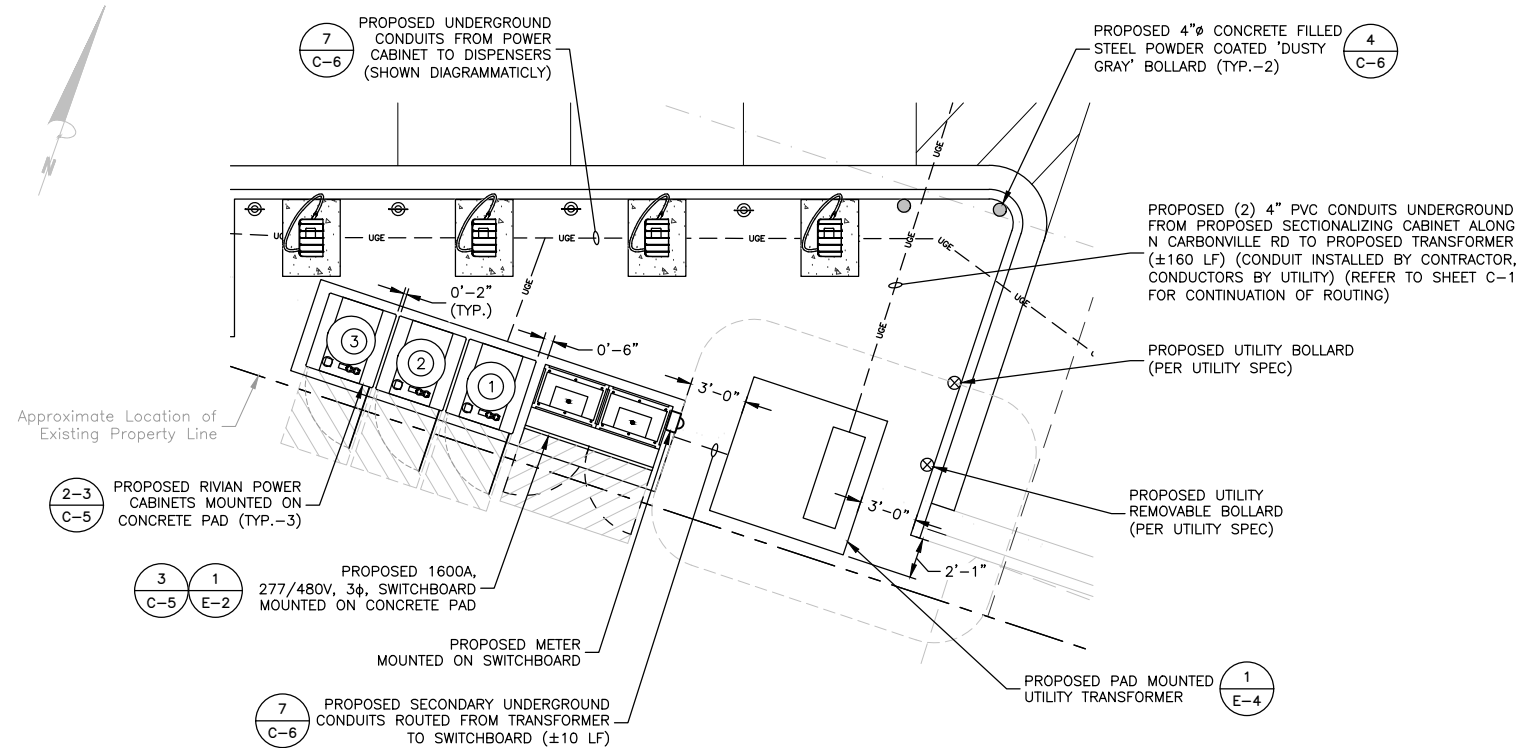 7
C-6
PROPOSED UNDERGROUND
CONDUITS FROM POWER
CABINET TO DISPENSERS
(SHOWN DIAGRAMMATICLY)
PROPOSED 4"ø CONCRETE FILLED
STEEL POWDER COATED 'DUSTY
GRAY' BOLLARD (TYP.-2)
4
C-6
N
UGE
UGE
UGE
UGE
UGE
UGE
UGE
UGE
UGE
PROPOSED (2) 4" PVC CONDUITS UNDERGROUND
FROM PROPOSED SECTIONALIZING CABINET ALONG
N CARBONVILLE RD TO PROPOSED TRANSFORMER
(±160 LF) (CONDUIT INSTALLED BY CONTRACTOR,
CONDUCTORS BY UTILITY) (REFER TO SHEET C-1
FOR CONTINUATION OF ROUTING)
0'-2"
(TYP.)
0'-6"
3'-0"
3
2
1
PROPOSED UTILITY BOLLARD
(PER UTILITY SPEC)
Approximate Location of
Existing Property Line
2-3
C-5
PROPOSED RIVIAN POWER
CABINETS MOUNTED ON
CONCRETE PAD (TYP.-3)
3'-0"
PROPOSED UTILITY
REMOVABLE BOLLARD
(PER UTILITY SPEC)
2'-1"
3
C-5
1
E-2
PROPOSED 1600A,
277/480V, 3ϕ, SWITCHBOARD
MOUNTED ON CONCRETE PAD
PROPOSED METER
MOUNTED ON SWITCHBOARD
7
C-6
PROPOSED SECONDARY UNDERGROUND
CONDUITS ROUTED FROM TRANSFORMER
TO SWITCHBOARD (±10 LF)
PROPOSED PAD MOUNTED
UTILITY TRANSFORMER
1
E-4